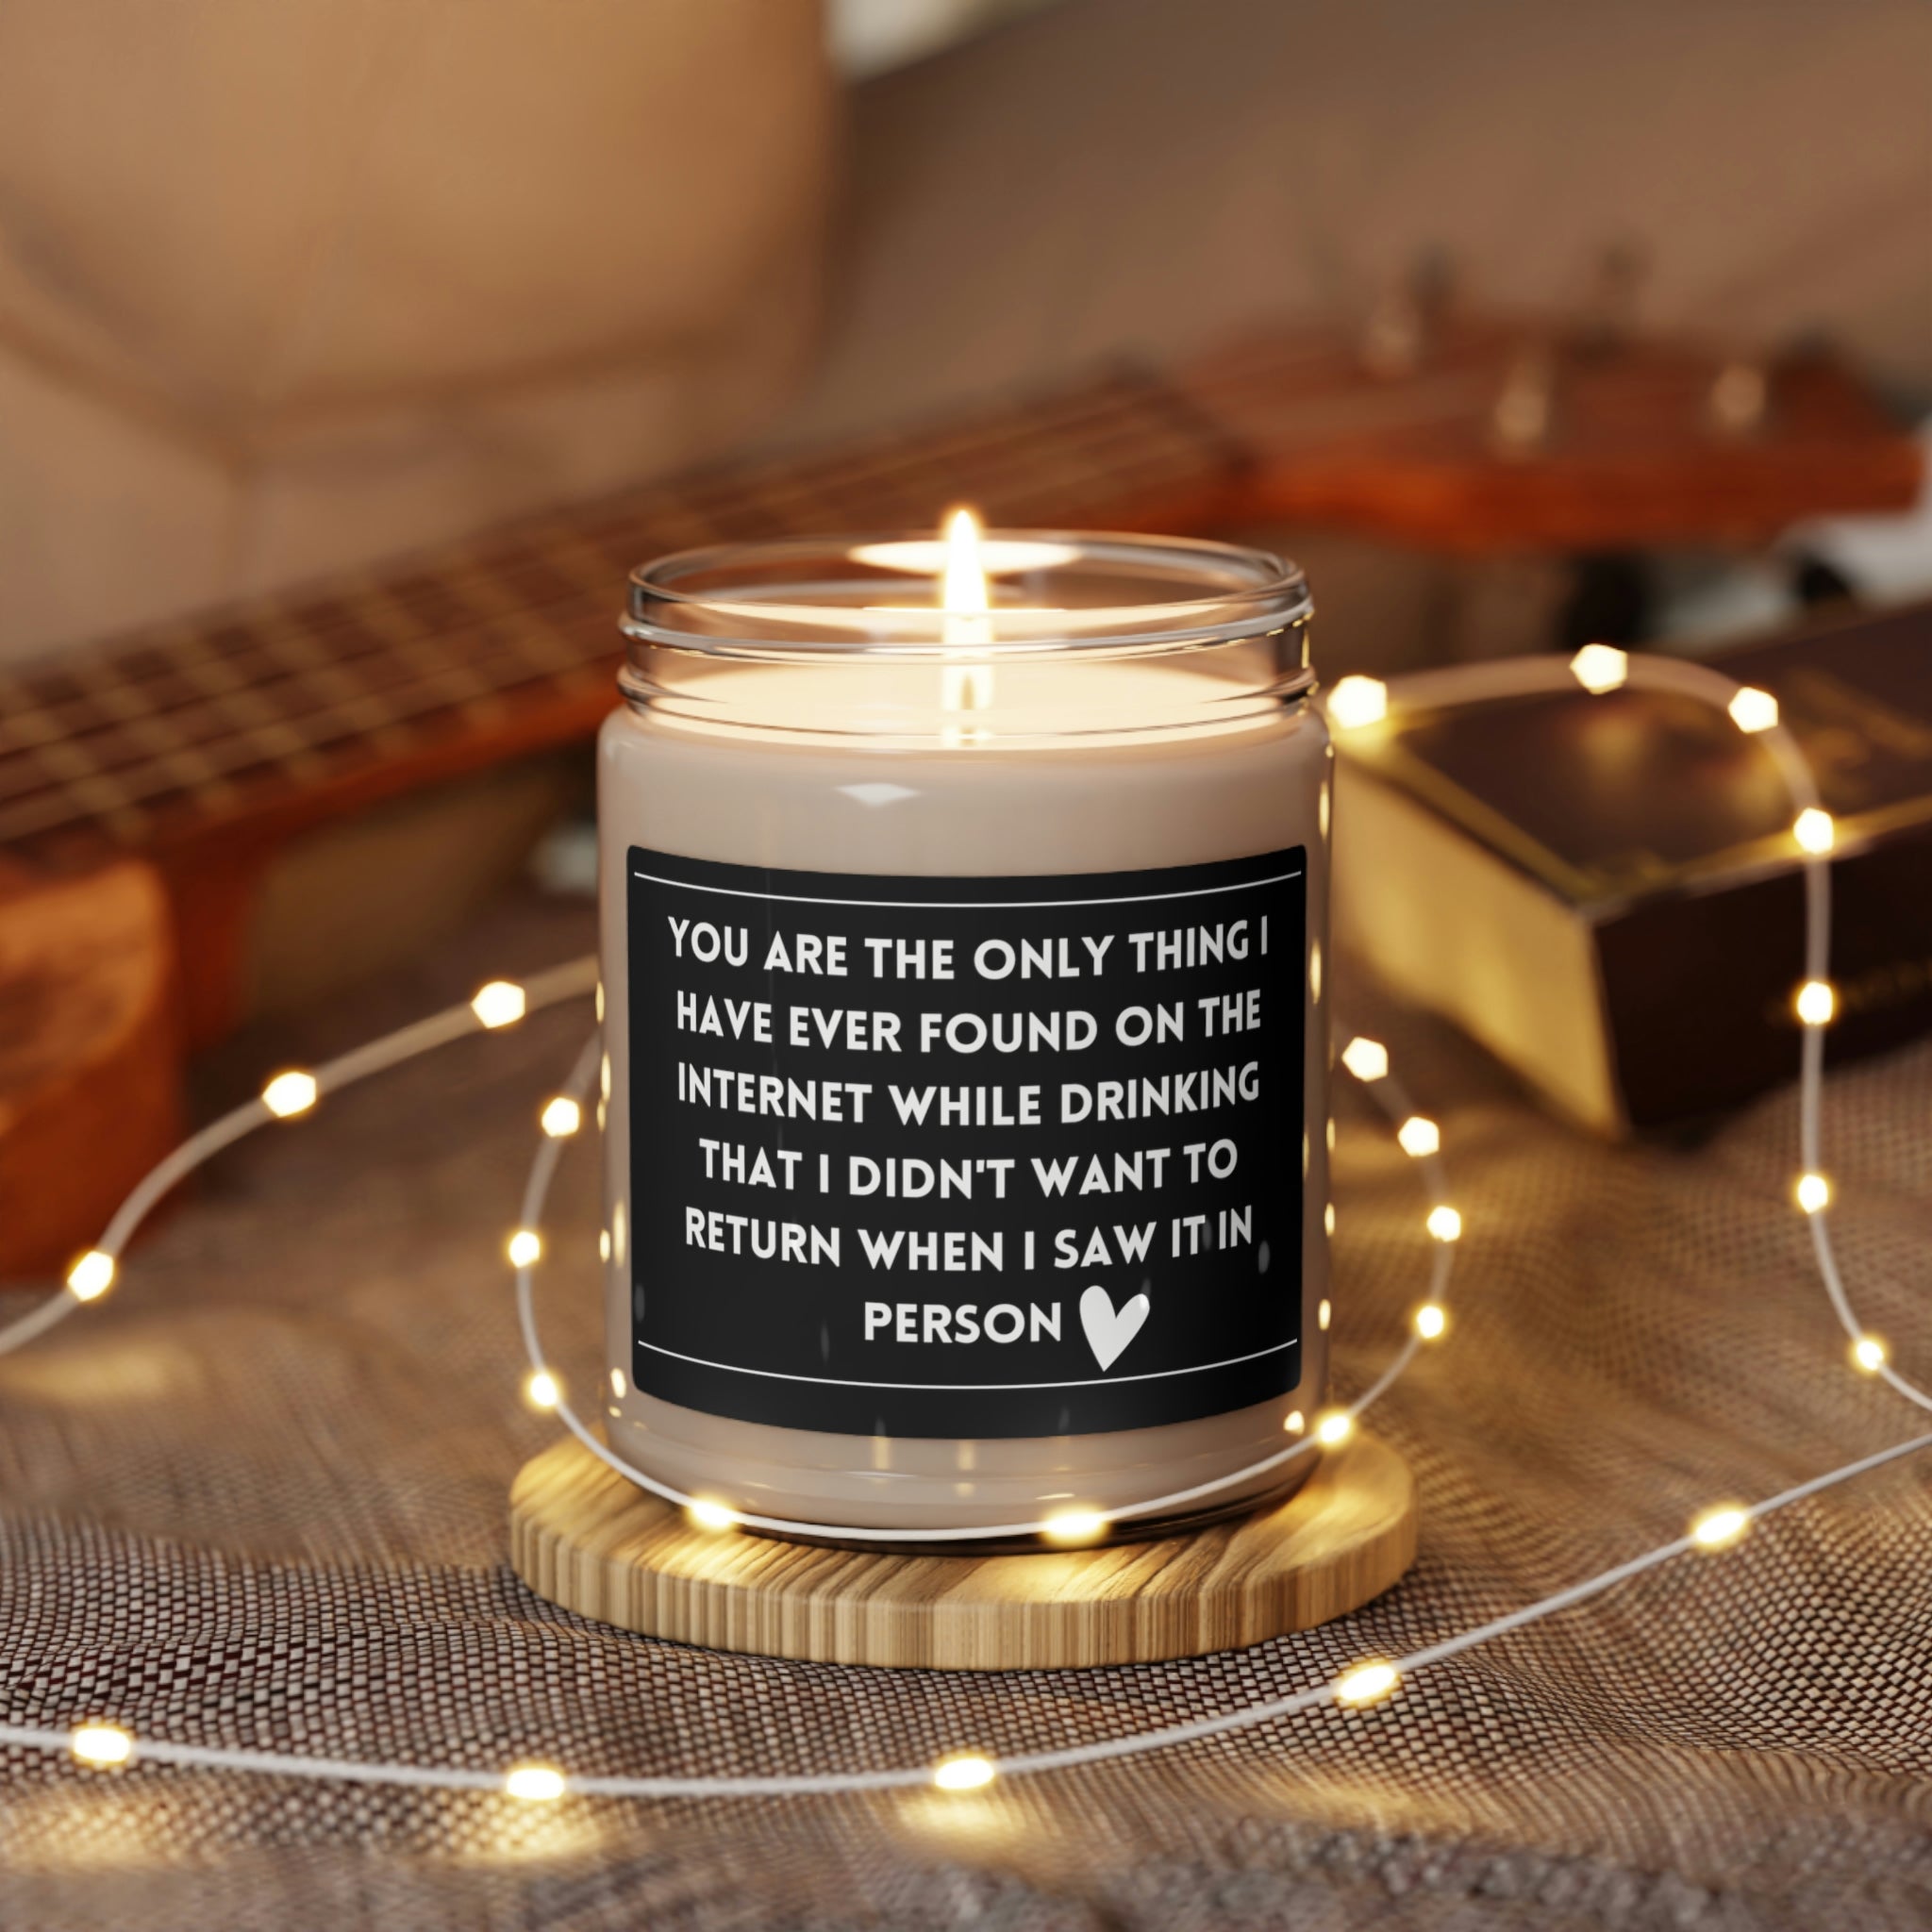 YOU ARE THE ONLY THING I
HAVE EVER FOUND ON THE
INTERNET WHILE DRINKING
THAT I DIDN'T WANT TO
RETURN WHEN I SAW IT IN
PERSON